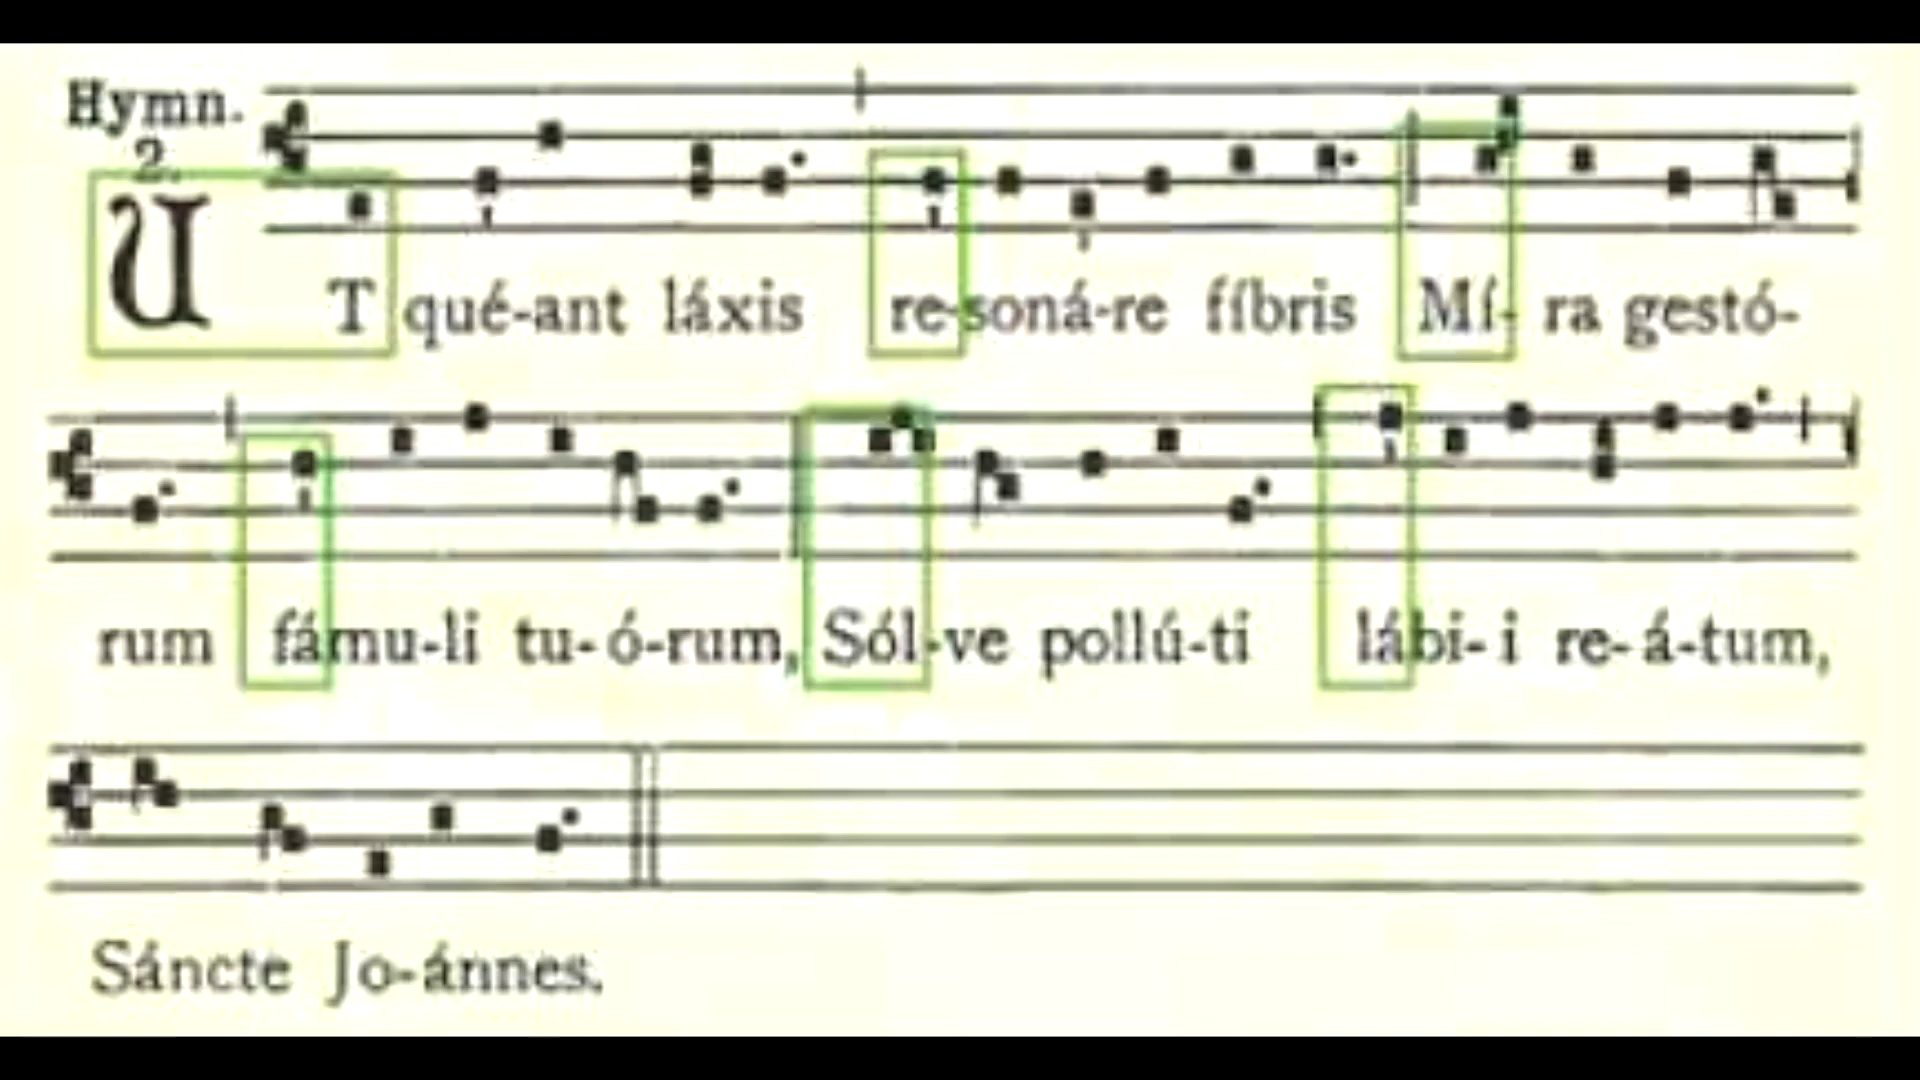 Hymn.
2.
UT qué-ant láxis re-soná-re fíbris Mí- ra gestó-
rum fámu-li tu-ó-rum, Sól-ve pollú-ti lábi-i re-á-tum,
Sáncte Jo-ánnes.